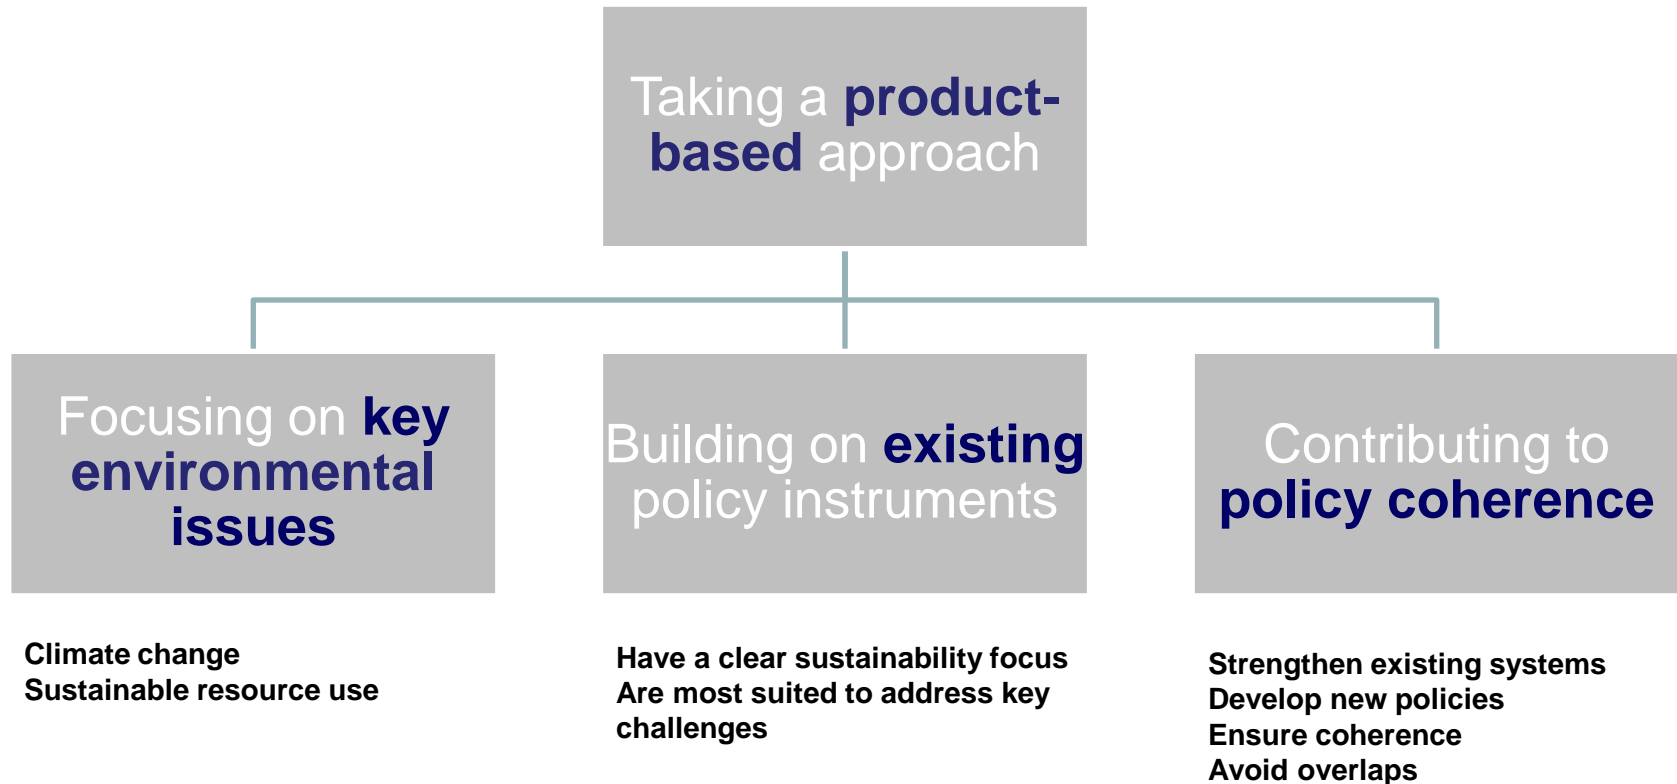 Taking a product-
based approach
Focusing on key
environmental
issues
Building on existing
policy instruments
Contributing to
policy coherence
Climate change
Sustainable resource use
Have a clear sustainability focus
Are most suited to address key
challenges
Strengthen existing systems
Develop new policies
Ensure coherence
Avoid overlaps